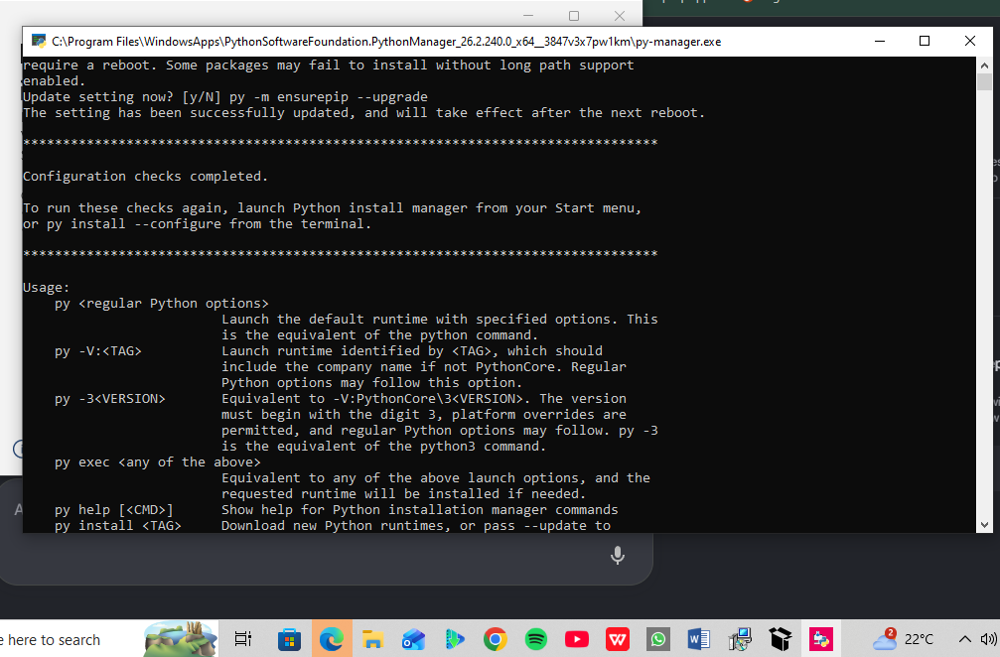 C:\Program Files\WindowsApps\PythonSoftwareFoundation.PythonManager_26.2.240.0_x64__3847v3x7pw1km\py-manager.exe
require a reboot. Some packages may fail to install without long path support
enabled.
Update setting now? [y/N] py -m ensurepip --upgrade
The setting has been successfully updated, and will take effect after the next reboot.
********************************************************************************
Configuration checks completed.
To run these checks again, launch Python install manager from your Start menu,
or py install --configure from the terminal.
********************************************************************************
Usage:
py <regular Python options>
Launch the default runtime with specified options. This
is the equivalent of the python command.
py -V:<TAG> Launch runtime identified by <TAG>, which should
include the company name if not PythonCore. Regular
Python options may follow this option.
py -3<VERSION> Equivalent to -V:PythonCore\3<VERSION>. The version
must begin with the digit 3, platform overrides are
permitted, and regular Python options may follow. py -3
is the equivalent of the python3 command.
py exec <any of the above>
Equivalent to any of the above launch options, and the
requested runtime will be installed if needed.
py help [<CMD>] Show help for Python installation manager commands
py install <TAG> Download new Python runtimes, or pass --update to
e here to search
2
22°C